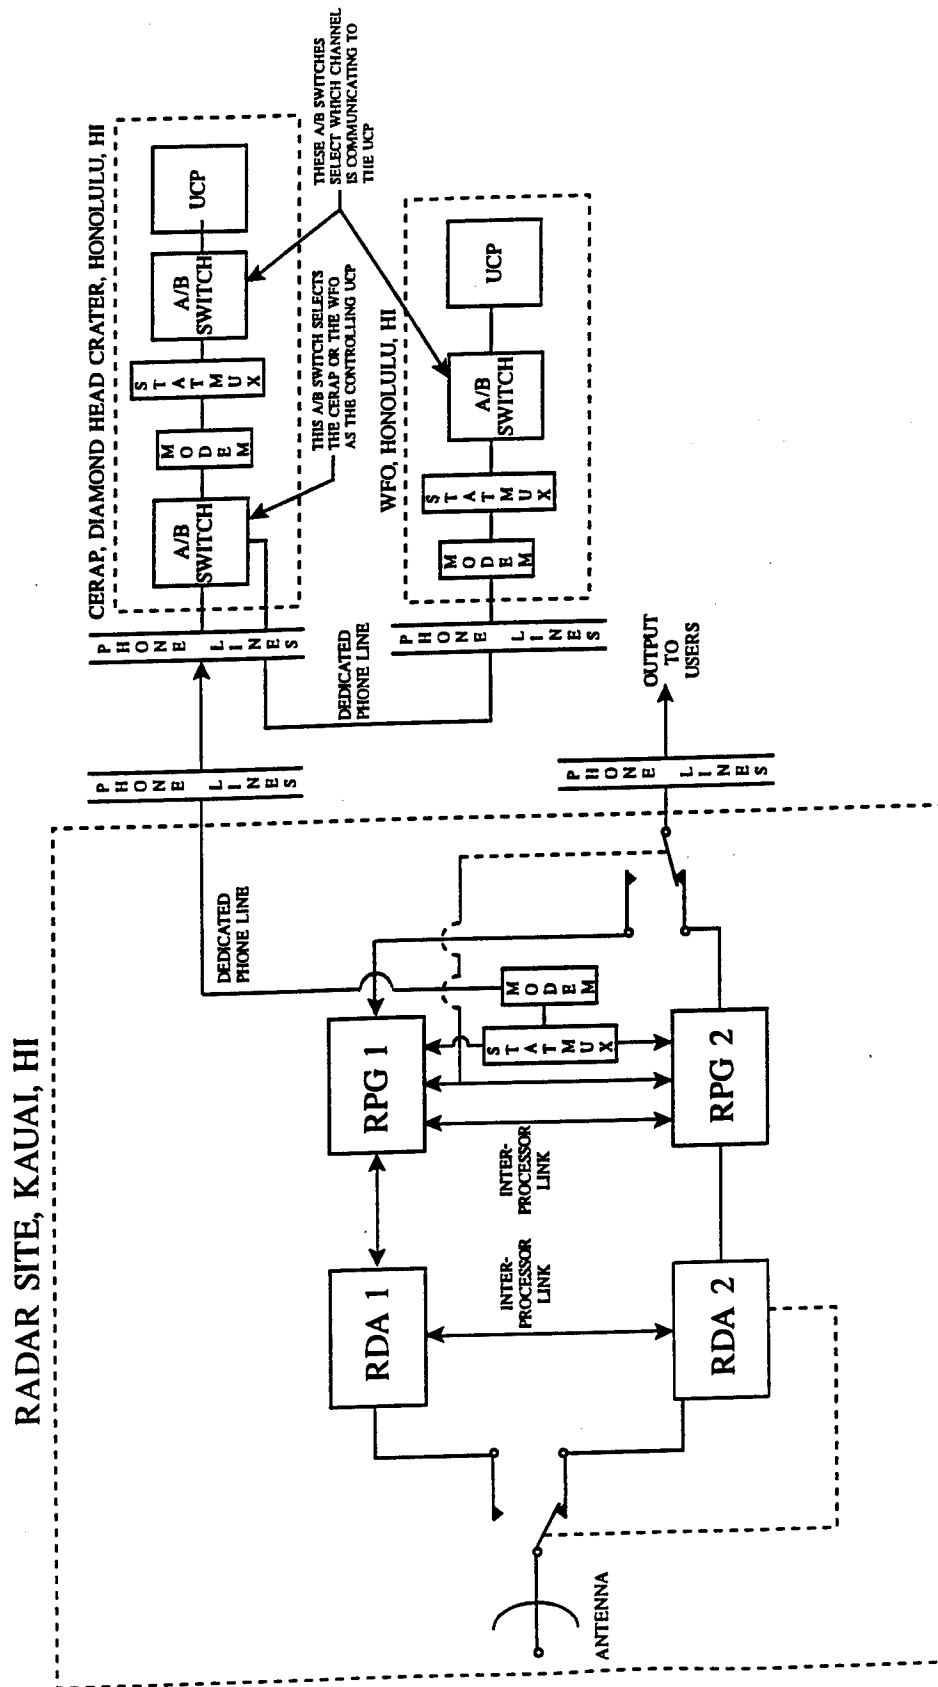 RADAR SITE, KAUAI, HI
ANTENNA
RDA 1
RDA 2
INTER-
PROCESSOR
LINK
RPG 1
RPG 2
INTER-
PROCESSOR
LINK
STATMUX
MODEM
DEDICATED
PHONE LINE
PHONE LINES
PHONE LINES
OUTPUT
TO
USERS
DEDICATED
PHONE LINE
PHONE LINES
PHONE LINES
CERAP, DIAMOND HEAD CRATER, HONOLULU, HI
A/B
SWITCH
MODEM
STATMUX
A/B
SWITCH
UCP
THIS A/B SWITCH SELECTS
THE CERAP OR THE WFO
AS THE CONTROLLING UCP
THESE A/B SWITCHES
SELECT WHICH CHANNEL
IS COMMUNICATING TO
THE UCP
WFO, HONOLULU, HI
MODEM
STATMUX
A/B
SWITCH
UCP